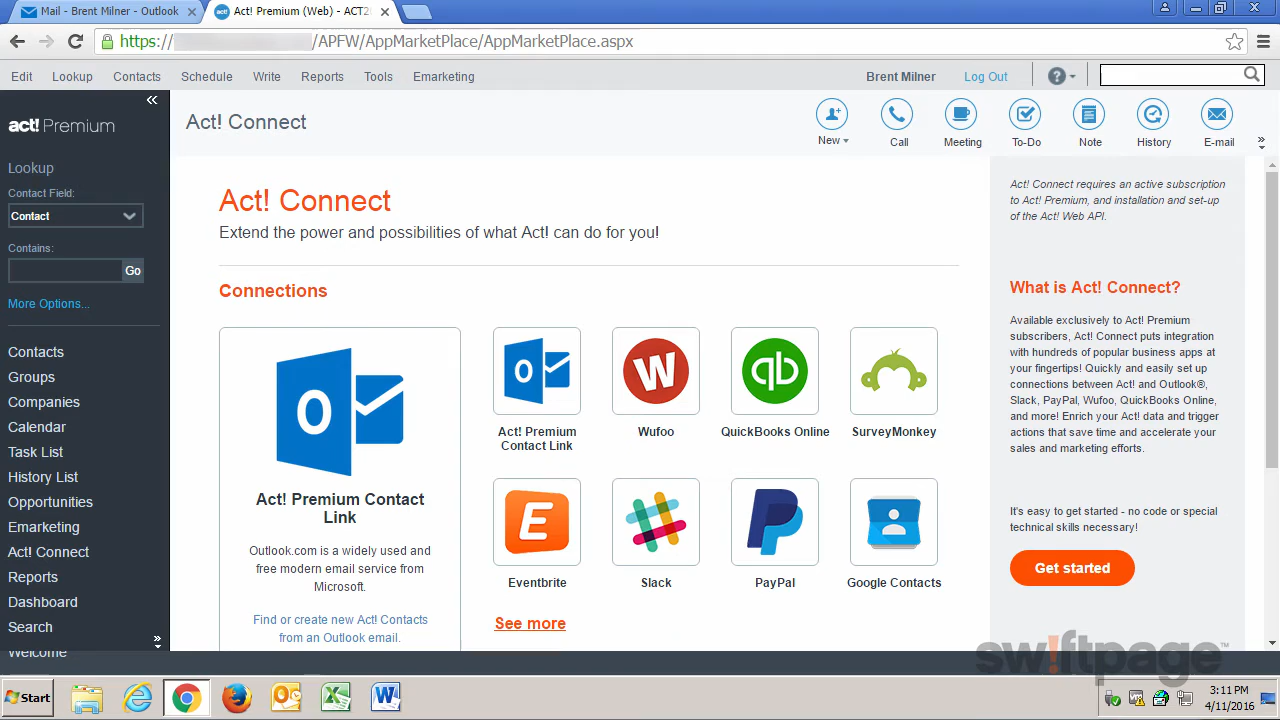 Mail - Brent Milner - Outlook
Act! Premium (Web) - ACT2
https://
/APFW/AppMarketPlace/AppMarketPlace.aspx
Edit Lookup Contacts Schedule Write Reports Tools Emarketing Brent Milner Log Out
act! Premium
Lookup
Contact Field:
Contact
Contains:
Go
More Options...
Contacts
Groups
Companies
Calendar
Task List
History List
Opportunities
Emarketing
Act! Connect
Reports
Dashboard
Search
Welcome
Act! Connect
New Call Meeting To-Do Note History E-mail
Act! Connect
Extend the power and possibilities of what Act! can do for you!
Connections
Act! Premium Contact
Link
Outlook.com is a widely used and
free modern email service from
Microsoft.
Find or create new Act! Contacts
from an Outlook email.
Act! Premium
Contact Link
Wufoo
QuickBooks Online
SurveyMonkey
Eventbrite
Slack
PayPal
Google Contacts
See more
Act! Connect requires an active subscription
to Act! Premium, and installation and set-up
of the Act! Web API.
What is Act! Connect?
Available exclusively to Act! Premium
subscribers, Act! Connect puts integration
with hundreds of popular business apps at
your fingertips! Quickly and easily set up
connections between Act! and Outlook®,
Slack, PayPal, Wufoo, QuickBooks Online,
and more! Enrich your Act! data and trigger
actions that save time and accelerate your
sales and marketing efforts.
It's easy to get started - no code or special
technical skills necessary!
Get started
sw!ftpage™
Start
3:11 PM
4/11/2016